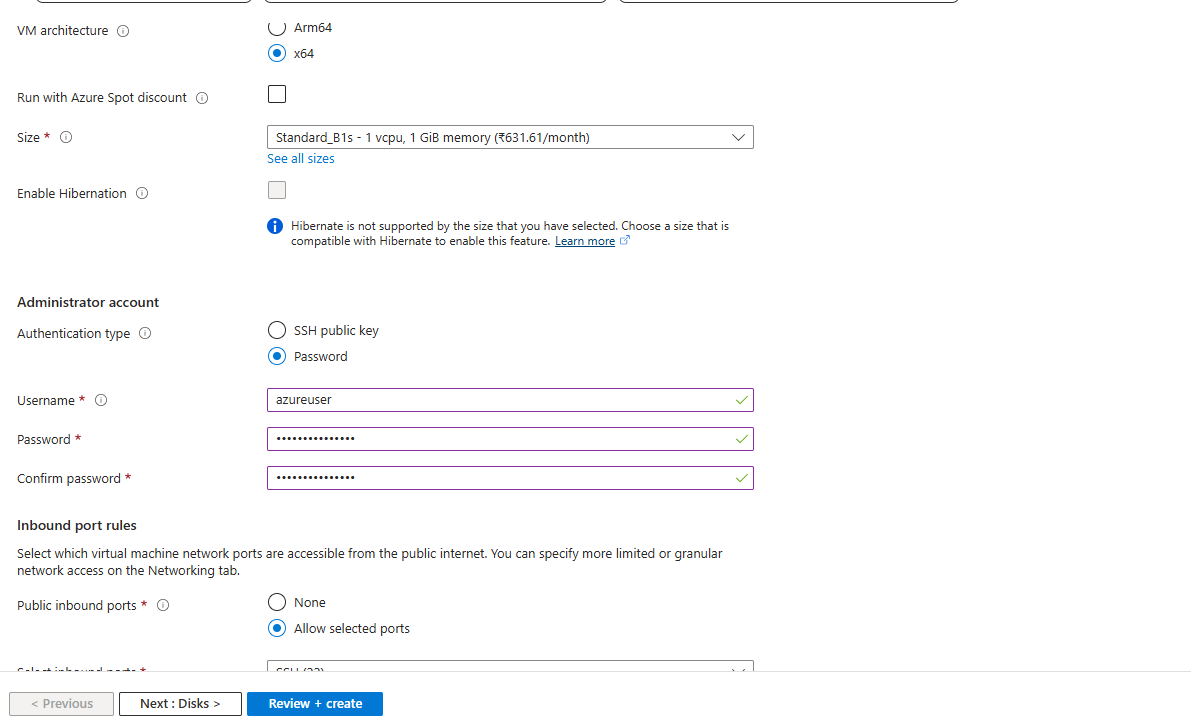 VM architecture
Arm64
x64
Run with Azure Spot discount
Size *
Standard_B1s - 1 vcpu, 1 GiB memory (₹631.61/month)
See all sizes
Enable Hibernation
Hibernate is not supported by the size that you have selected. Choose a size that is
compatible with Hibernate to enable this feature. Learn more
Administrator account
Authentication type
SSH public key
Password
Username *
azureuser
Password *
•••••••••••••••
Confirm password *
•••••••••••••••
Inbound port rules
Select which virtual machine network ports are accessible from the public internet. You can specify more limited or granular
network access on the Networking tab.
Public inbound ports *
None
Allow selected ports
Select inbound ports *
SSH (22)
< Previous
Next : Disks >
Review + create